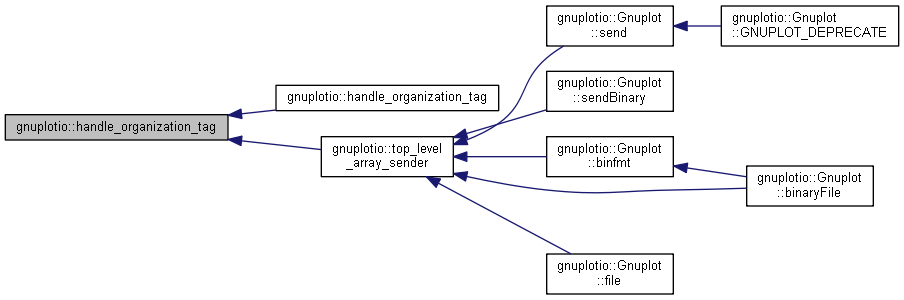 gnuplotio::handle_organization_tag
gnuplotio::handle_organization_tag
gnuplotio::top_level
_array_sender
gnuplotio::Gnuplot
::send
gnuplotio::Gnuplot
::GNUPLOT_DEPRECATE
gnuplotio::Gnuplot
::sendBinary
gnuplotio::Gnuplot
::binfmt
gnuplotio::Gnuplot
::binaryFile
gnuplotio::Gnuplot
::file